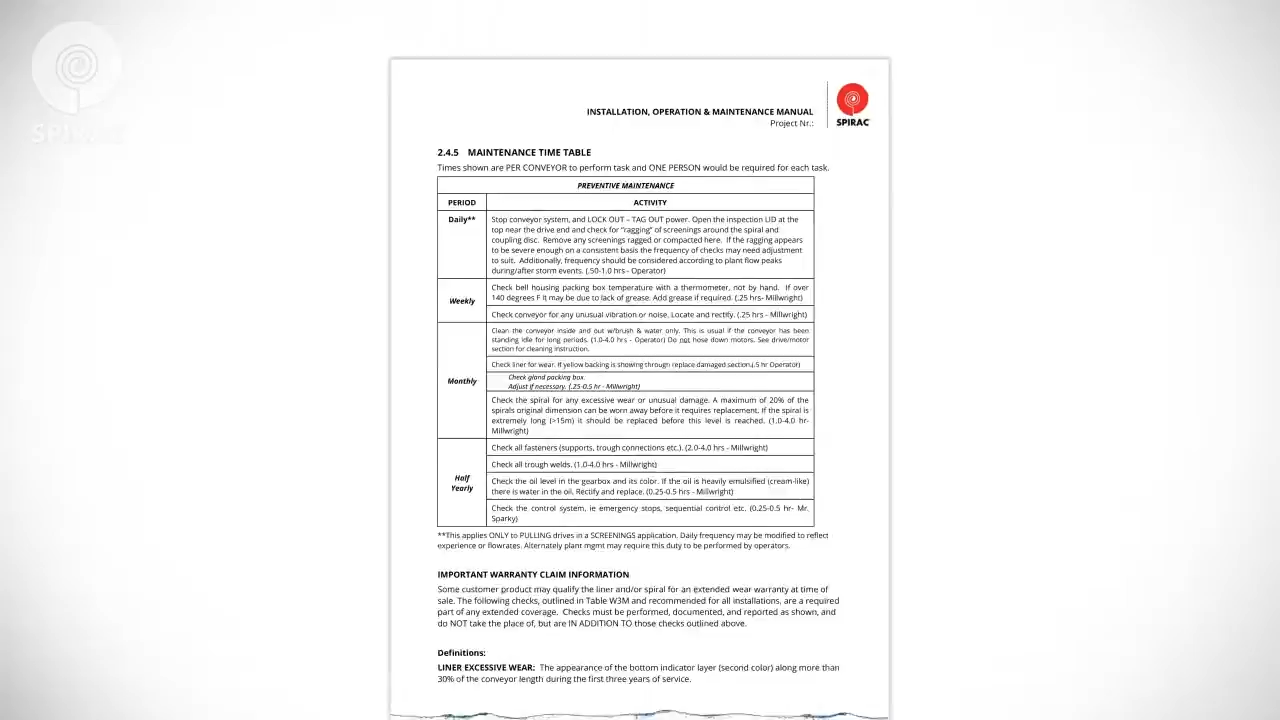 SPIRAC
INSTALLATION, OPERATION & MAINTENANCE MANUAL
Project Nr.:
SPIRAC
2.4.5 MAINTENANCE TIME TABLE
Times shown are PER CONVEYOR to perform task and ONE PERSON would be required for each task.
PREVENTIVE MAINTENANCE
PERIOD ACTIVITY
Daily**
Stop conveyor system, and LOCK OUT – TAG OUT power. Open the inspection LID at the
top near the drive end and check for "ragging" of screenings around the spiral and
coupling disc. Remove any screenings ragged or compacted here. If the ragging appears
to be severe enough on a consistent basis the frequency of checks may need adjustment
to suit. Additionally, frequency should be considered according to plant flow peaks
during/after storm events. (.50-1.0 hrs - Operator)
Weekly
Check bell housing packing box temperature with a thermometer, not by hand. If over
140 degrees F it may be due to lack of grease. Add grease if required. (.25 hrs- Millwright)
Check conveyor for any unusual vibration or noise. Locate and rectify. (.25 hrs - Millwright)
Monthly
Clean the conveyor inside and out w/brush & water only. This is usual if the conveyor has been
standing idle for long periods. (1.0-4.0 hrs - Operator) Do not hose down motors. See drive/motor
section for cleaning instruction.
Check liner for wear. If yellow backing is showing through replace damaged section.(.5 hr Operator)
Check gland packing box.
Adjust if necessary. (.25-0.5 hr - Millwright)
Check the spiral for any excessive wear or unusual damage. A maximum of 20% of the
spirals original dimension can be worn away before it requires replacement. If the spiral is
extremely long (>15m) it should be replaced before this level is reached. (1.0-4.0 hr-
Millwright)
Half
Yearly
Check all fasteners (supports, trough connections etc.). (2.0-4.0 hrs - Millwright)
Check all trough welds. (1.0-4.0 hrs - Millwright)
Check the oil level in the gearbox and its color. If the oil is heavily emulsified (cream-like)
there is water in the oil. Rectify and replace. (0.25-0.5 hrs - Millwright)
Check the control system, ie emergency stops, sequential control etc. (0.25-0.5 hr- Mr.
Sparky)
**This applies ONLY to PULLING drives in a SCREENINGS application. Daily frequency may be modified to reflect
experience or flowrates. Alternately plant mgmt may require this duty to be performed by operators.
IMPORTANT WARRANTY CLAIM INFORMATION
Some customer product may qualify the liner and/or spiral for an extended wear warranty at time of
sale. The following checks, outlined in Table W3M and recommended for all installations, are a required
part of any extended coverage. Checks must be performed, documented, and reported as shown, and
do NOT take the place of, but are IN ADDITION TO those checks outlined above.
Definitions:
LINER EXCESSIVE WEAR: The appearance of the bottom indicator layer (second color) along more than
30% of the conveyor length during the first three years of service.